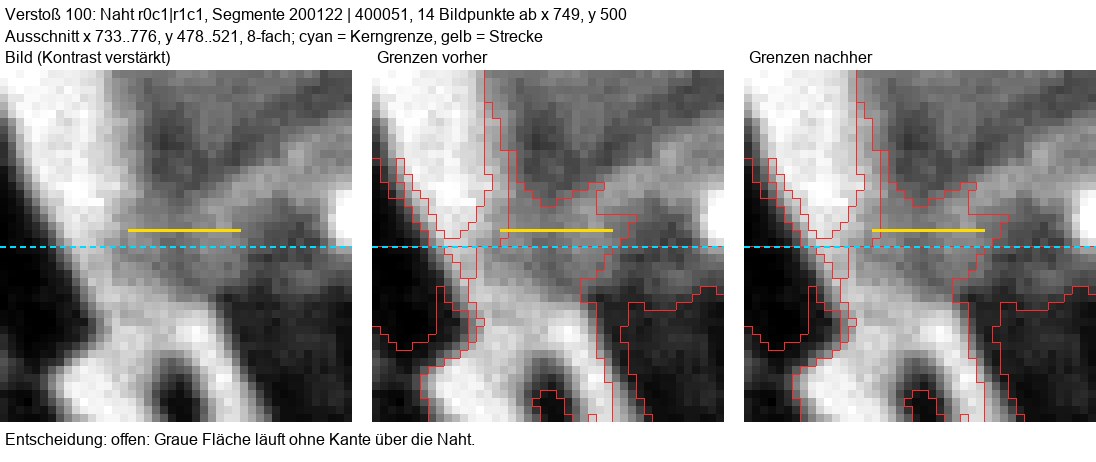 Verstoß 100: Naht r0c1|r1c1, Segmente 200122 | 400051, 14 Bildpunkte ab x 749, y 500
Ausschnitt x 733..776, y 478..521, 8-fach; cyan = Kerngrenze, gelb = Strecke
Bild (Kontrast verstärkt) Grenzen vorher Grenzen nachher
Entscheidung: offen: Graue Fläche läuft ohne Kante über die Naht.